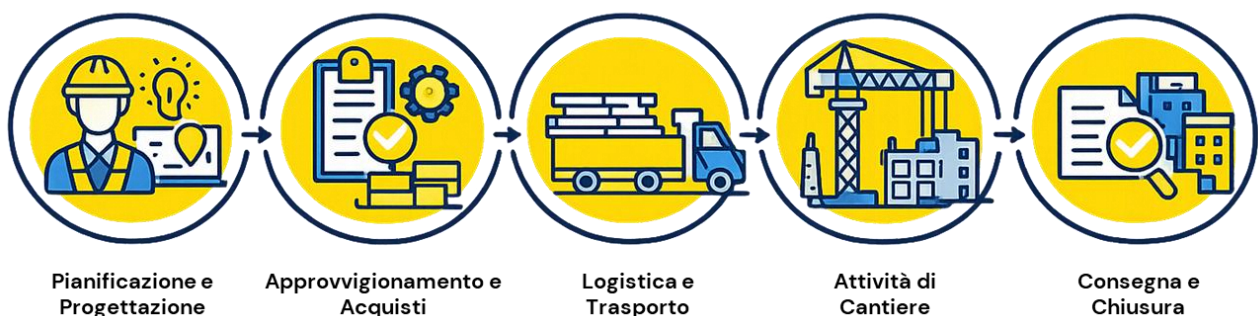 Pianificazione e
Progettazione
Approvvigionamento e
Acquisti
Logistica e
Trasporto
Attività di
Cantiere
Consegna e
Chiusura